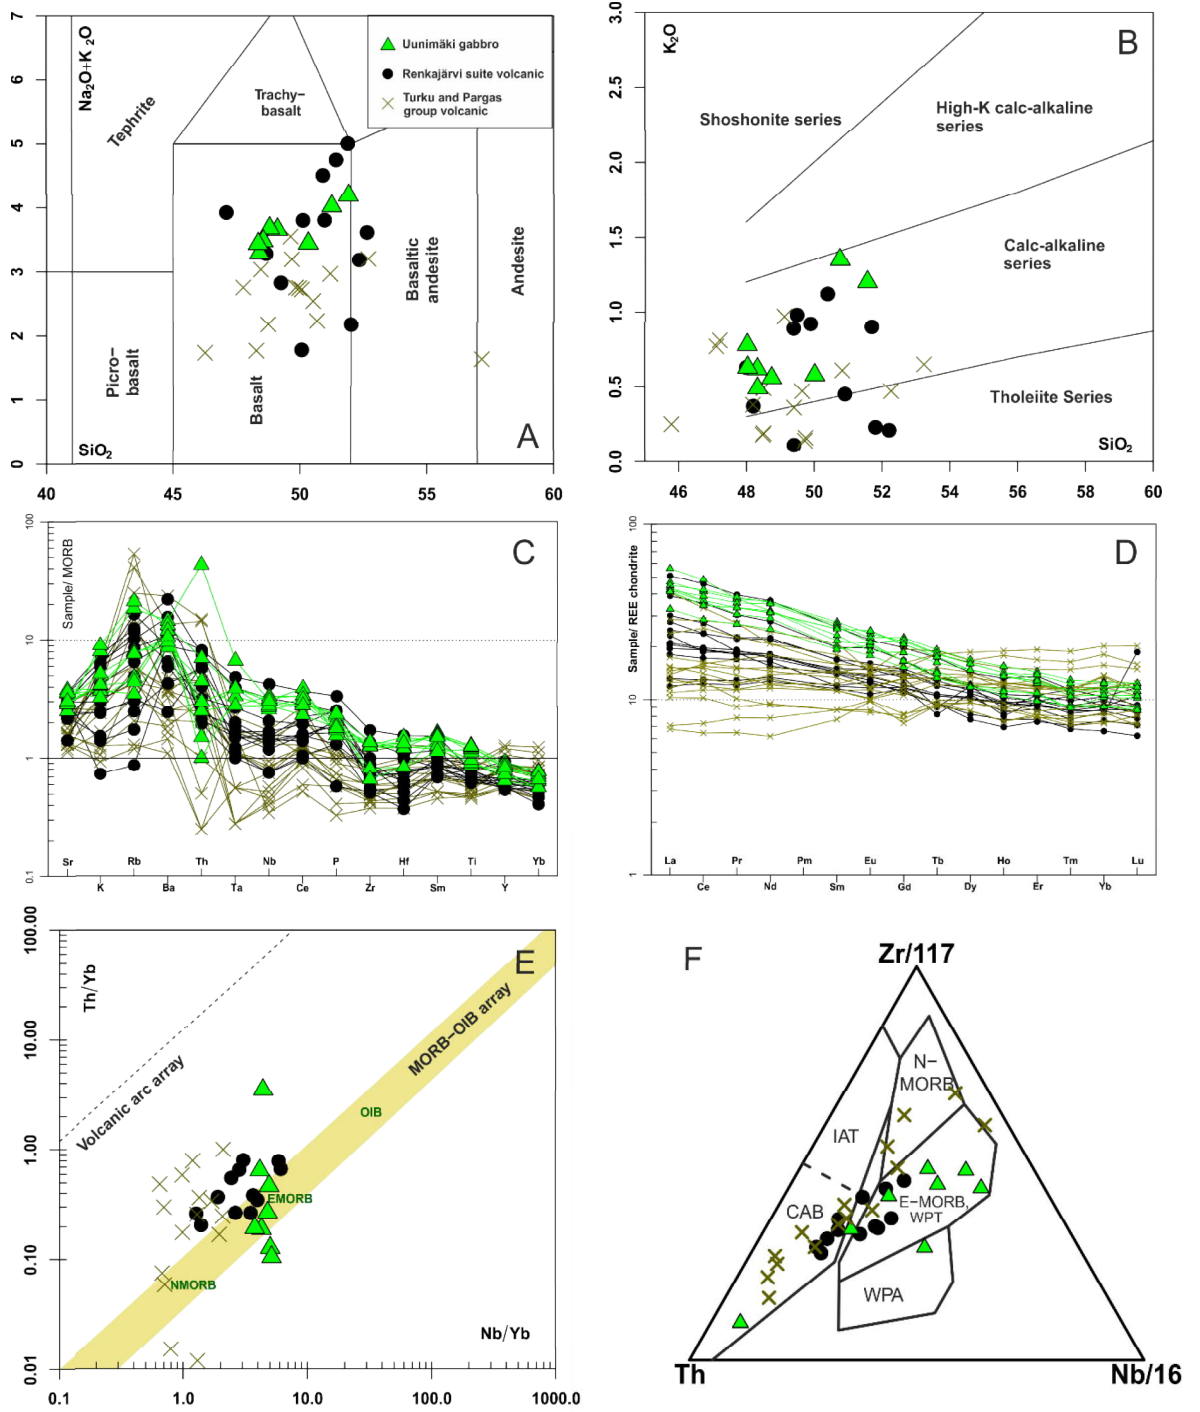 7
6
5
4
3
2
1
0
Na₂O+K₂O
Tephrite
Trachy−
basalt
Uunimäki gabbro
Renkajärvi suite volcanic
Turku and Pargas
group volcanic
Picro−
basalt
Basalt
Basaltic
andesite
Andesite
A
SiO₂
40
45
50
55
60
3.0
2.5
2.0
1.5
1.0
0.5
0.0
K₂O
B
Shoshonite series
High-K calc-alkaline
series
Calc-alkaline
series
Tholeiite Series
SiO₂
46
48
50
52
54
56
58
60
100
10
1
0.1
Sample/ MORB
C
Sr
Rb
Th
Nb
P
Hf
Ti
Yb
K
Ba
Ta
Ce
Zr
Sm
Y
100
10
1
Sample/ REE chondrite
D
La
Pr
Pm
Eu
Tb
Ho
Tm
Lu
Ce
Nd
Sm
Gd
Dy
Er
Yb
100.00
10.00
1.00
0.10
0.01
Th/Yb
E
Volcanic arc array
MORB−OIB array
OIB
EMORB
NMORB
Nb/Yb
0.1
1.0
10.0
100.0
1000.0
F
Zr/117
N−
MORB
IAT
CAB
E−MORB,
WPT
WPA
Th
Nb/16